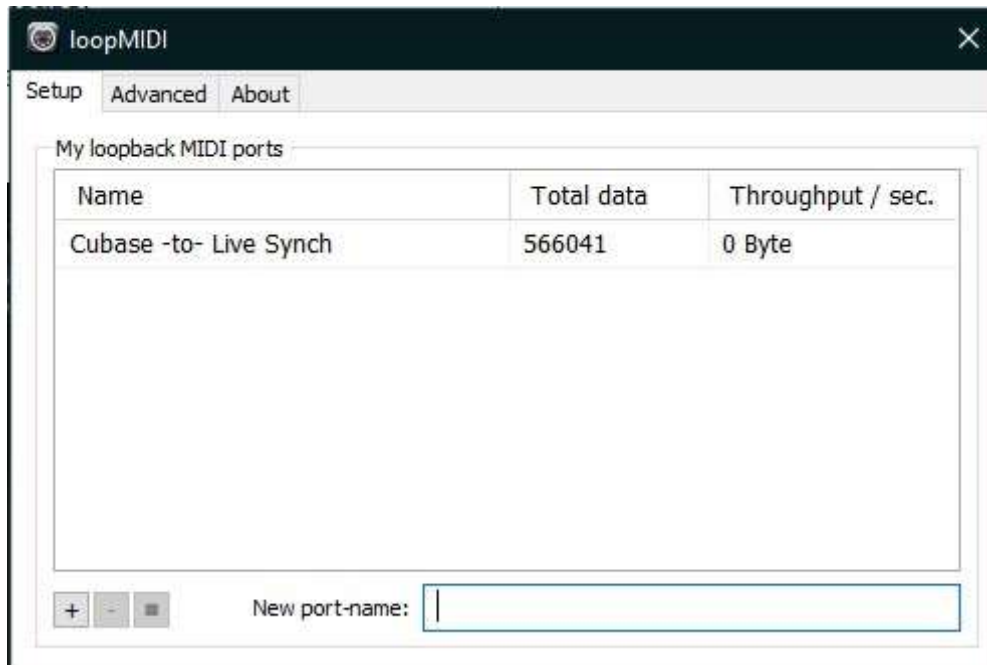 loopMIDI
Setup Advanced About
My loopback MIDI ports
Name Total data Throughput / sec.
Cubase -to- Live Synch 566041 0 Byte
+ - New port-name: